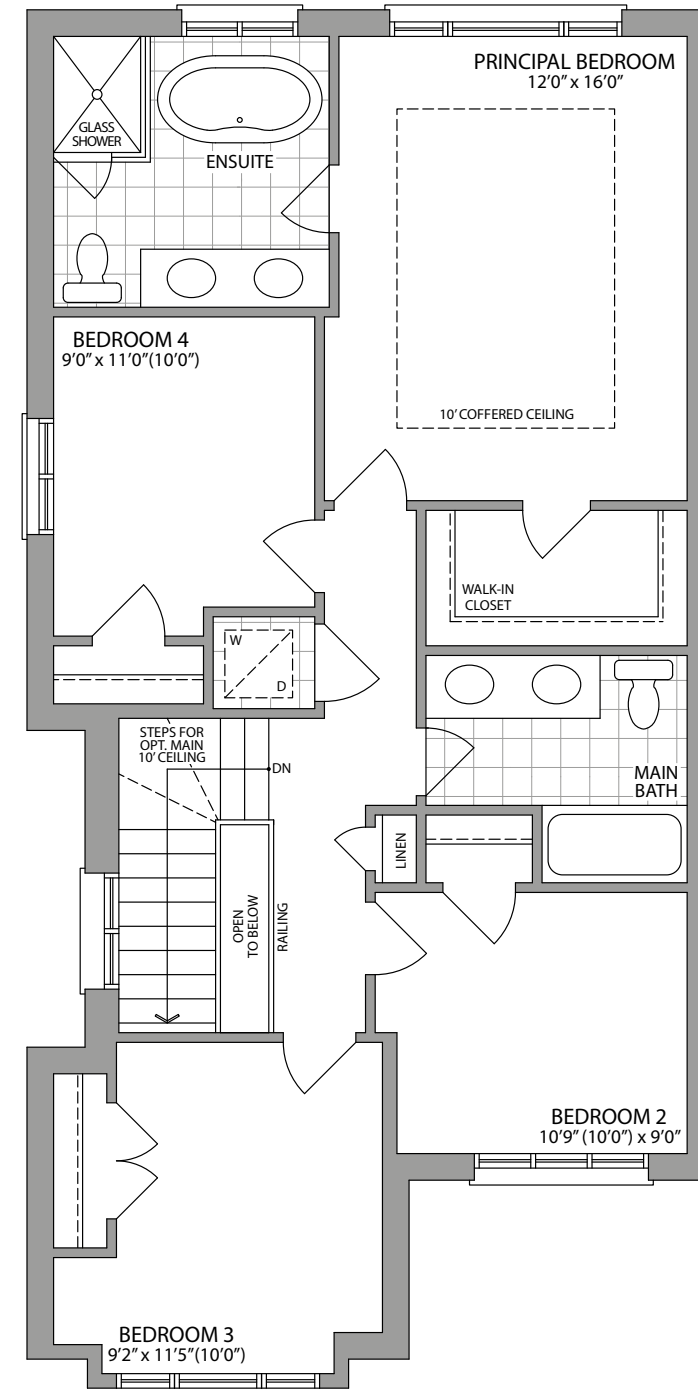 PRINCIPAL BEDROOM
12'0" x 16'0"
GLASS
SHOWER
ENSUITE
BEDROOM 4
9'0" x 11'0"(10'0")
10' COFFERED CEILING
WALK-IN
CLOSET
W
D
STEPS FOR
OPT. MAIN
10' CEILING
DN
MAIN
BATH
LINEN
OPEN
TO BELOW
RAILING
BEDROOM 2
10'9" (10'0") x 9'0"
BEDROOM 3
9'2" x 11'5"(10'0")